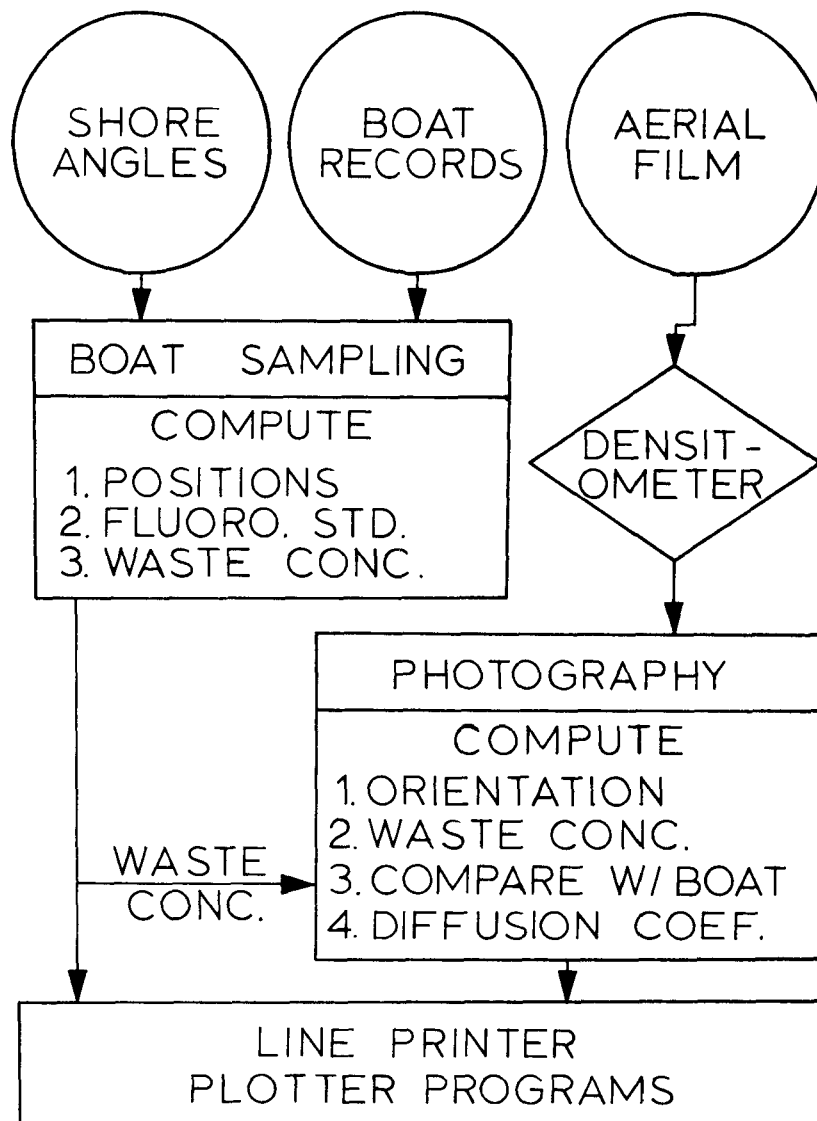 SHORE
ANGLES
BOAT
RECORDS
AERIAL
FILM
BOAT SAMPLING
COMPUTE
1. POSITIONS
2. FLUORO. STD.
3. WASTE CONC.
DENSIT-
OMETER
PHOTOGRAPHY
COMPUTE
1. ORIENTATION
2. WASTE CONC.
3. COMPARE W/ BOAT
4. DIFFUSION COEF.
WASTE
CONC.
LINE PRINTER
PLOTTER PROGRAMS